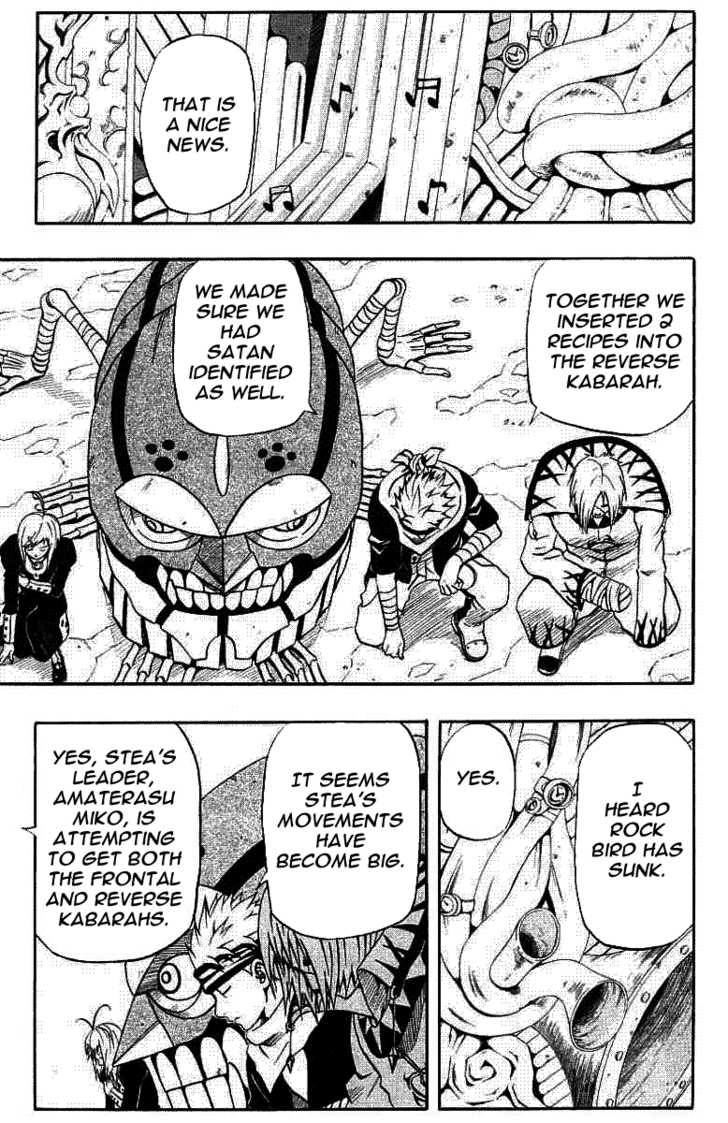 THAT IS
A NICE
NEWS.
TOGETHER WE
INSERTED 2
RECIPES INTO
THE REVERSE
KABARAH.
WE MADE
SURE WE
HAD
SATAN
IDENTIFIED
AS WELL.
I
HEARD
ROCK
BIRD HAS
SUNK.
YES.
IT SEEMS
STEA'S
MOVEMENTS
HAVE
BECOME BIG.
YES, STEA'S
LEADER,
AMATERASU
MIKO, IS
ATTEMPTING
TO GET BOTH
THE FRONTAL
AND REVERSE
KABARAHS.